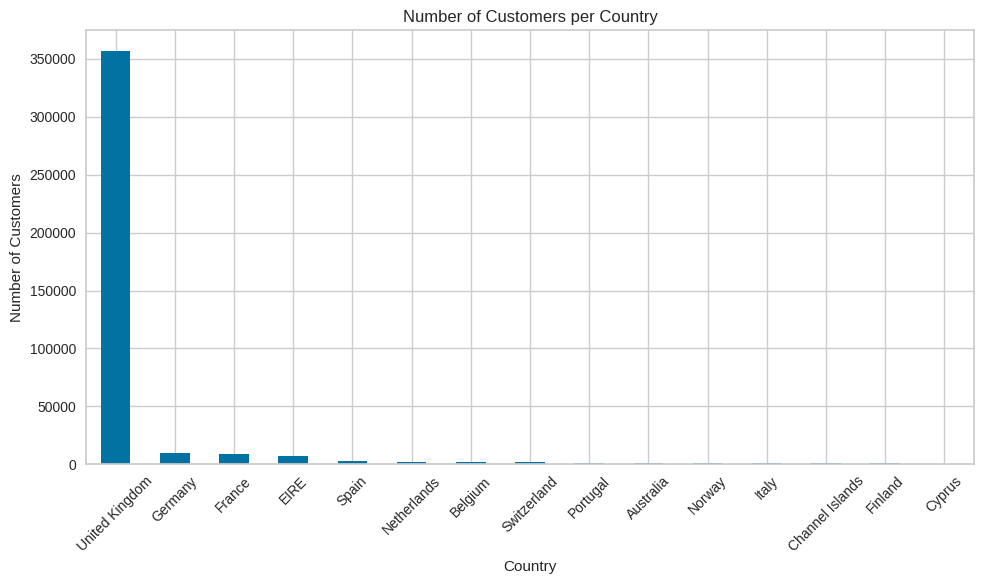 Number of Customers per Country
Number of Customers
350000
300000
250000
200000
150000
100000
50000
0
United Kingdom
Germany
France
EIRE
Spain
Netherlands
Belgium
Switzerland
Portugal
Australia
Norway
Italy
Channel Islands
Finland
Cyprus
Country